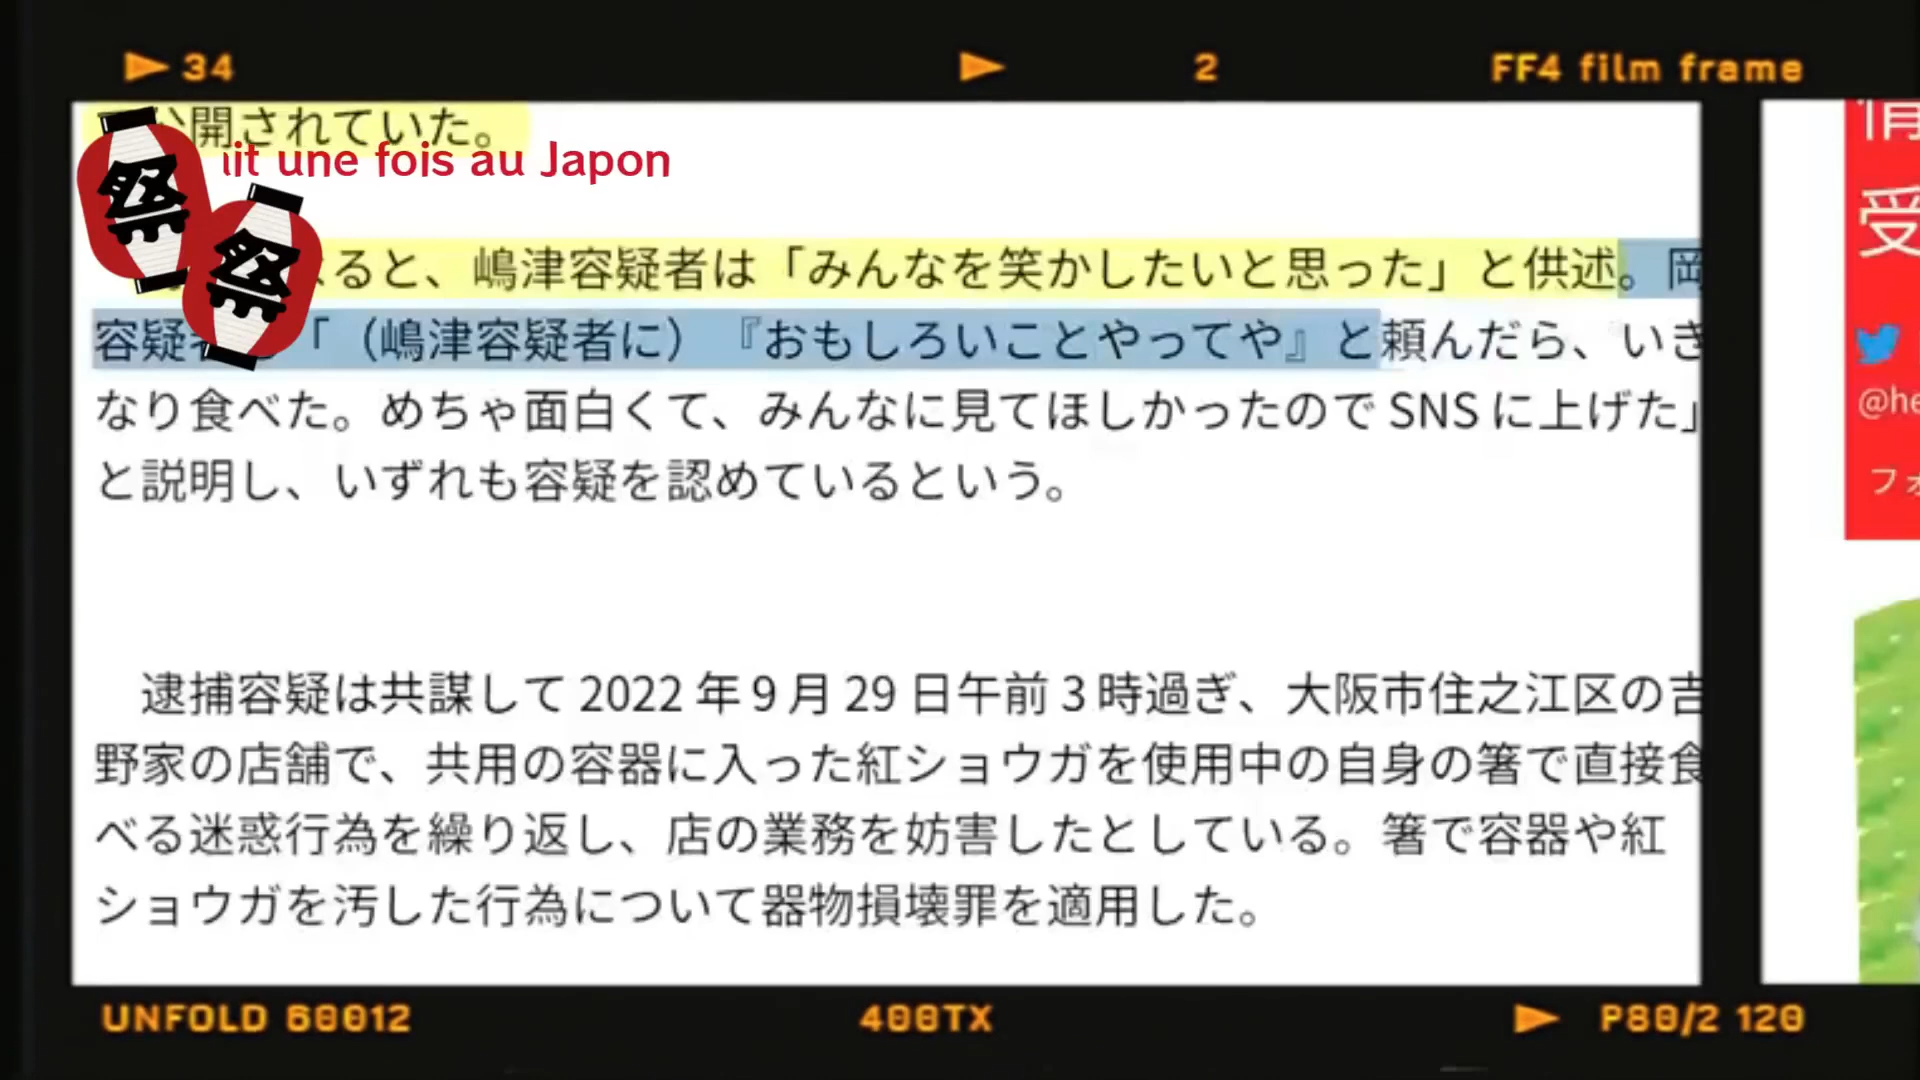 34
2
FF4 film frame
開されていた。
it une fois au Japon
祭
祭
ると、嶋津容疑者は「みんなを笑かしたいと思った」と供述。岡
容疑「（嶋津容疑者に）『おもしろいことやってや』と頼んだら、いき
なり食べた。めちゃ面白くて、みんなに見てほしかったので SNS に上げた」
と説明し、いずれも容疑を認めているという。
逮捕容疑は共謀して 2022 年 9 月 29 日午前 3 時過ぎ、大阪市住之江区の吉
野家の店舗で、共用の容器に入った紅ショウガを使用中の自身の箸で直接食
べる迷惑行為を繰り返し、店の業務を妨害したとしている。箸で容器や紅
ショウガを汚した行為について器物損壊罪を適用した。
情
受
@he
フォ
UNFOLD 60012
400TX
P80/2 120